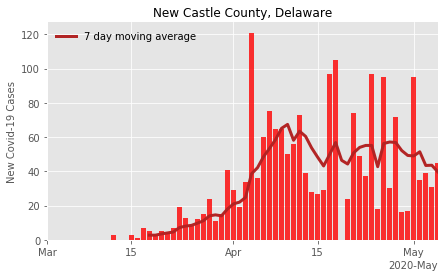 New Castle County, Delaware
7 day moving average
New Covid-19 Cases
120
100
80
60
40
20
0
Mar
15
Apr
15
May
2020-May